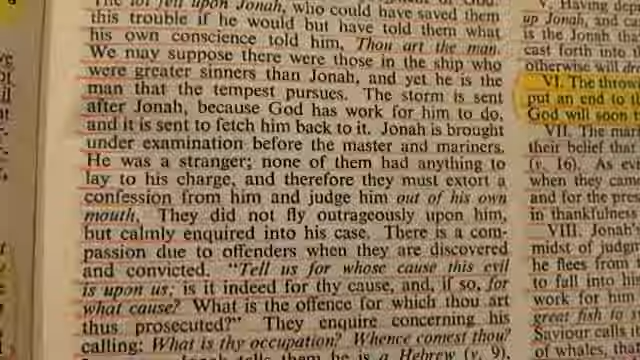 The lot fell upon Jonah, who could have saved them
this trouble if he would but have told them what
his own conscience told him, Thou art the man.
We may suppose there were those in the ship who
were greater sinners than Jonah, and yet he is the
man that the tempest pursues. The storm is sent
after Jonah, because God has work for him to do,
and it is sent to fetch him back to it. Jonah is brought
under examination before the master and mariners.
He was a stranger; none of them had anything to
lay to his charge, and therefore they must extort a
confession from him and judge him out of his own
mouth. They did not fly outrageously upon him,
but calmly enquired into his case. There is a com-
passion due to offenders when they are discovered
and convicted. "Tell us for whose cause this evil
is upon us; is it indeed for thy cause, and, if so, for
what cause? What is the offence for which thou art
thus prosecuted?" They enquire concerning his
calling: What is thy occupation? Whence comest thou?
Jonah tells them he is a Hebrew (v. 9),
V. Having
up Jonah, and
is the Jonah
cast forth into
otherwise will
VI. The
put an end to
God will soon
VII. The
their belief that
(v. 16). As
when they
and for the
in thankfulness
VIII. Jonah's
midst of
he flees from
to fall into
work for him
great fish to
Saviour calls
of whales,